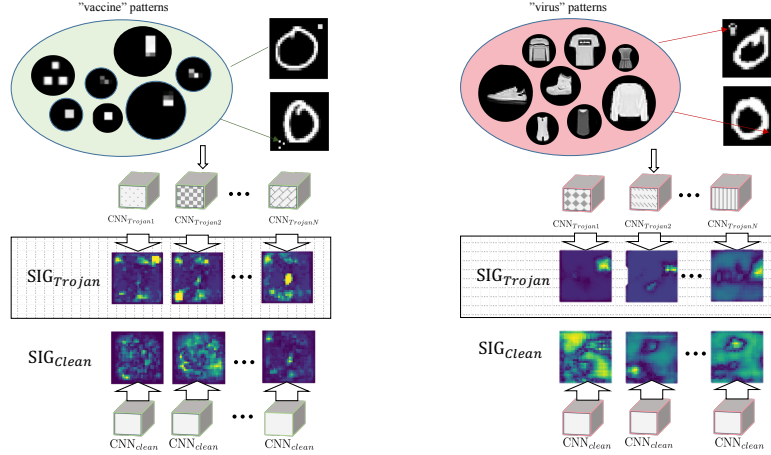 "vaccine" patterns
"virus" patterns
CNN_Trojan1 CNN_Trojan2 CNN_TrojanN
CNN_Trojan1 CNN_Trojan2 CNN_TrojanN
SIG_Trojan
SIG_Trojan
SIG_Clean
SIG_Clean
CNN_clean CNN_clean CNN_clean
CNN_clean CNN_clean CNN_clean